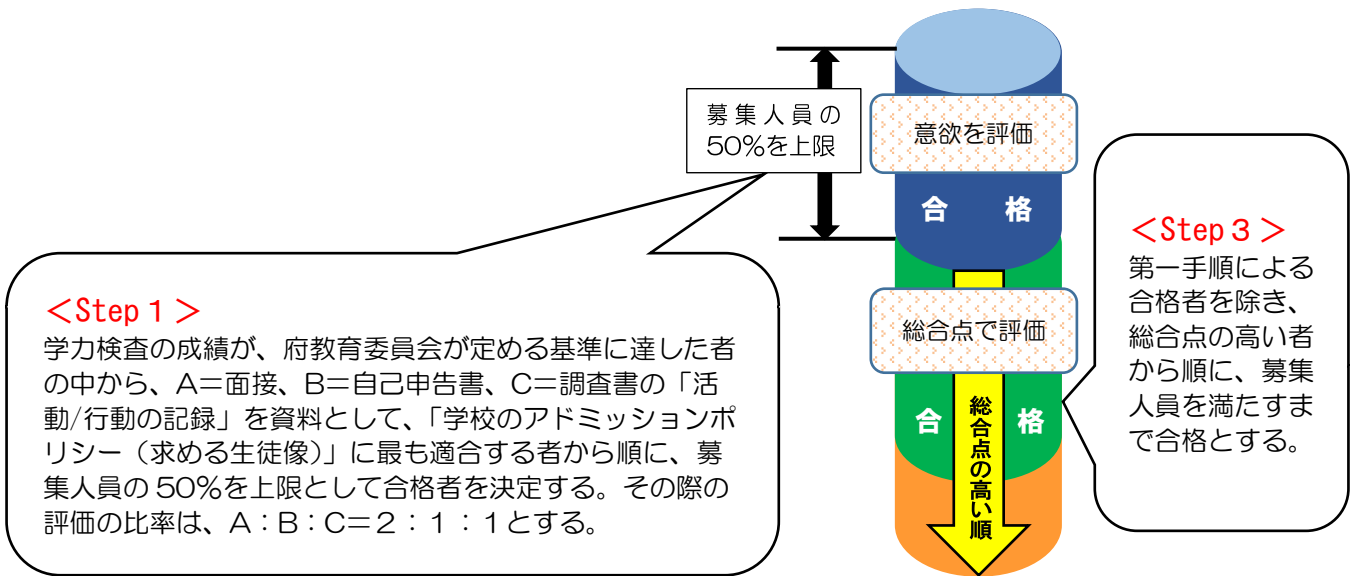 募集人員の
50％を上限
意欲を評価
合　格
＜Step１＞
学力検査の成績が、府教育委員会が定める基準に達した者
の中から、A＝面接、B＝自己申告書、C＝調査書の「活
動/行動の記録」を資料として、「学校のアドミッションポ
リシー（求める生徒像）」に最も適合する者から順に、募
集人員の 50％を上限として合格者を決定する。その際の
評価の比率は、A：B：C＝２：１：１とする。
総合点で評価
合　格
総合点の高い順
＜Step３＞
第一手順による
合格者を除き、
総合点の高い者
から順に、募集
人員を満たすま
で合格とする。